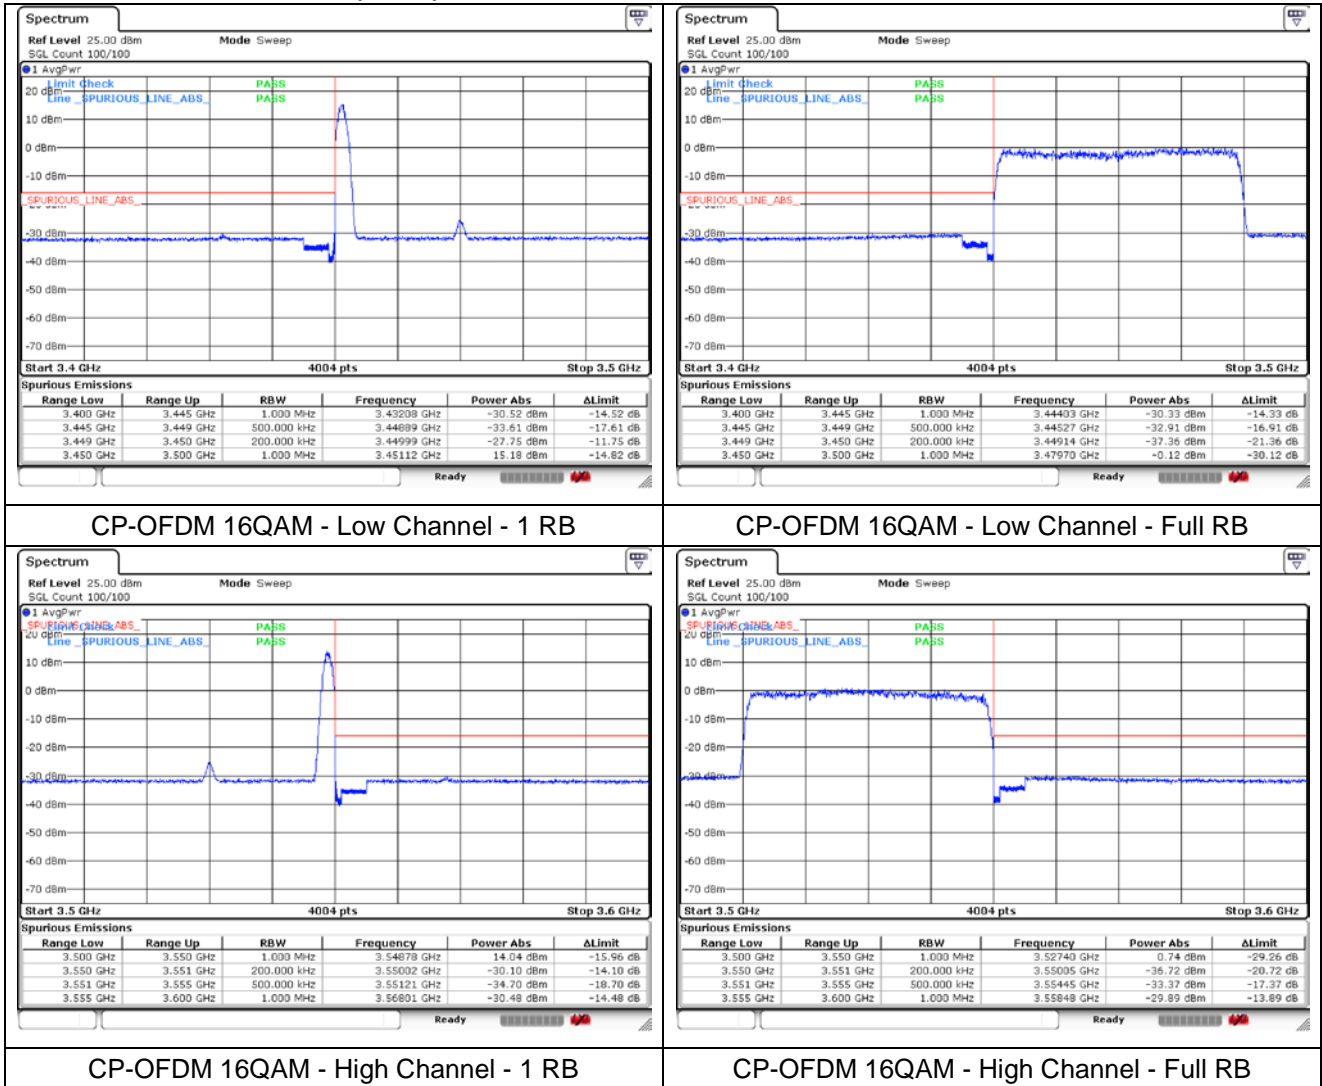 Spectrum
Ref Level 25.00 dBm Mode Sweep
SGL Count 100/100
1 AvgPwr
Limit Check PASS
20 dBm
Line _SPURIOUS_LINE_ABS_ PASS
10 dBm
0 dBm
-10 dBm
_SPURIOUS_LINE_ABS_
-20 dBm
-30 dBm
-40 dBm
-50 dBm
-60 dBm
-70 dBm
Start 3.4 GHz 4004 pts Stop 3.5 GHz
Spurious Emissions
Range Low Range Up RBW Frequency Power Abs ΔLimit
3.400 GHz 3.445 GHz 1.000 MHz 3.43208 GHz -30.52 dBm -14.52 dB
3.445 GHz 3.449 GHz 500.000 kHz 3.44889 GHz -33.61 dBm -17.61 dB
3.449 GHz 3.450 GHz 200.000 kHz 3.44999 GHz -27.75 dBm -11.75 dB
3.450 GHz 3.500 GHz 1.000 MHz 3.45112 GHz 15.18 dBm -14.82 dB
Ready
CP-OFDM 16QAM - Low Channel - 1 RB
Spectrum
Ref Level 25.00 dBm Mode Sweep
SGL Count 100/100
1 AvgPwr
Limit Check PASS
20 dBm
Line _SPURIOUS_LINE_ABS_ PASS
10 dBm
0 dBm
-10 dBm
_SPURIOUS_LINE_ABS_
-20 dBm
-30 dBm
-40 dBm
-50 dBm
-60 dBm
-70 dBm
Start 3.4 GHz 4004 pts Stop 3.5 GHz
Spurious Emissions
Range Low Range Up RBW Frequency Power Abs ΔLimit
3.400 GHz 3.445 GHz 1.000 MHz 3.44403 GHz -30.33 dBm -14.33 dB
3.445 GHz 3.449 GHz 500.000 kHz 3.44527 GHz -32.91 dBm -16.91 dB
3.449 GHz 3.450 GHz 200.000 kHz 3.44914 GHz -37.36 dBm -21.36 dB
3.450 GHz 3.500 GHz 1.000 MHz 3.47970 GHz -0.12 dBm -30.12 dB
Ready
CP-OFDM 16QAM - Low Channel - Full RB
Spectrum
Ref Level 25.00 dBm Mode Sweep
SGL Count 100/100
1 AvgPwr
_SPURIOUS_LINE_ABS_
Limit Check PASS
20 dBm
Line _SPURIOUS_LINE_ABS_ PASS
10 dBm
0 dBm
-10 dBm
-20 dBm
-30 dBm
-40 dBm
-50 dBm
-60 dBm
-70 dBm
Start 3.5 GHz 4004 pts Stop 3.6 GHz
Spurious Emissions
Range Low Range Up RBW Frequency Power Abs ΔLimit
3.500 GHz 3.550 GHz 1.000 MHz 3.54878 GHz 14.04 dBm -15.96 dB
3.550 GHz 3.551 GHz 200.000 kHz 3.55002 GHz -30.10 dBm -14.10 dB
3.551 GHz 3.555 GHz 500.000 kHz 3.55121 GHz -34.70 dBm -18.70 dB
3.555 GHz 3.600 GHz 1.000 MHz 3.56801 GHz -30.48 dBm -14.48 dB
Ready
CP-OFDM 16QAM - High Channel - 1 RB
Spectrum
Ref Level 25.00 dBm Mode Sweep
SGL Count 100/100
1 AvgPwr
_SPURIOUS_LINE_ABS_
Limit Check PASS
20 dBm
Line _SPURIOUS_LINE_ABS_ PASS
10 dBm
0 dBm
-10 dBm
-20 dBm
-30 dBm
-40 dBm
-50 dBm
-60 dBm
-70 dBm
Start 3.5 GHz 4004 pts Stop 3.6 GHz
Spurious Emissions
Range Low Range Up RBW Frequency Power Abs ΔLimit
3.500 GHz 3.550 GHz 1.000 MHz 3.52740 GHz 0.74 dBm -29.26 dB
3.550 GHz 3.551 GHz 200.000 kHz 3.55005 GHz -36.72 dBm -20.72 dB
3.551 GHz 3.555 GHz 500.000 kHz 3.55445 GHz -33.37 dBm -17.37 dB
3.555 GHz 3.600 GHz 1.000 MHz 3.55848 GHz -29.89 dBm -13.89 dB
Ready
CP-OFDM 16QAM - High Channel - Full RB